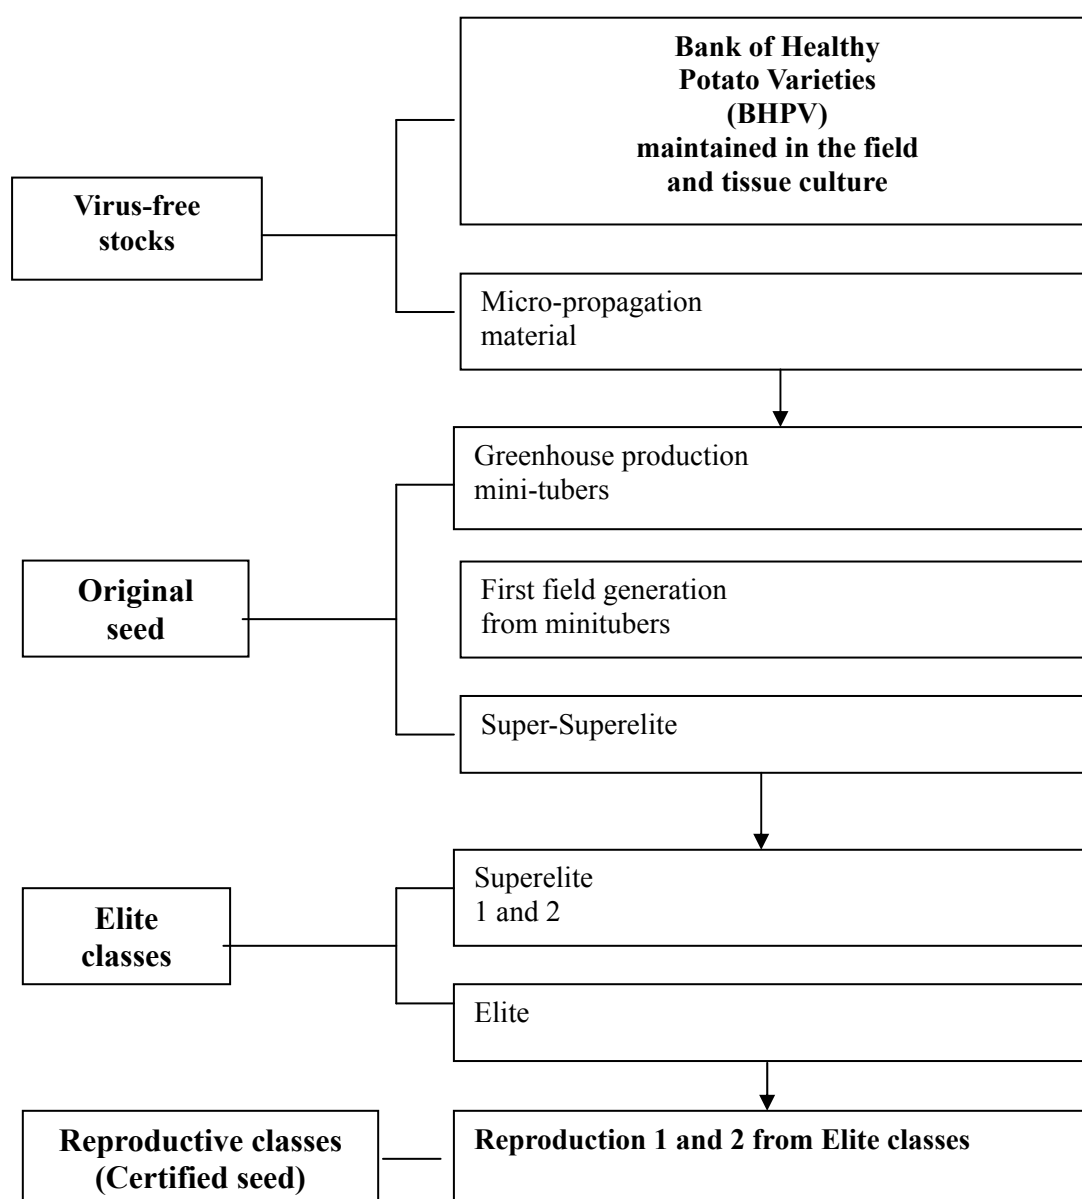 Bank of Healthy
Potato Varieties
(BHPV)
maintained in the field
and tissue culture
Virus-free
stocks
Micro-propagation
material
Greenhouse production
mini-tubers
Original
seed
First field generation
from minitubers
Super-Superelite
Superelite
1 and 2
Elite
classes
Elite
Reproductive classes
(Certified seed)
Reproduction 1 and 2 from Elite classes